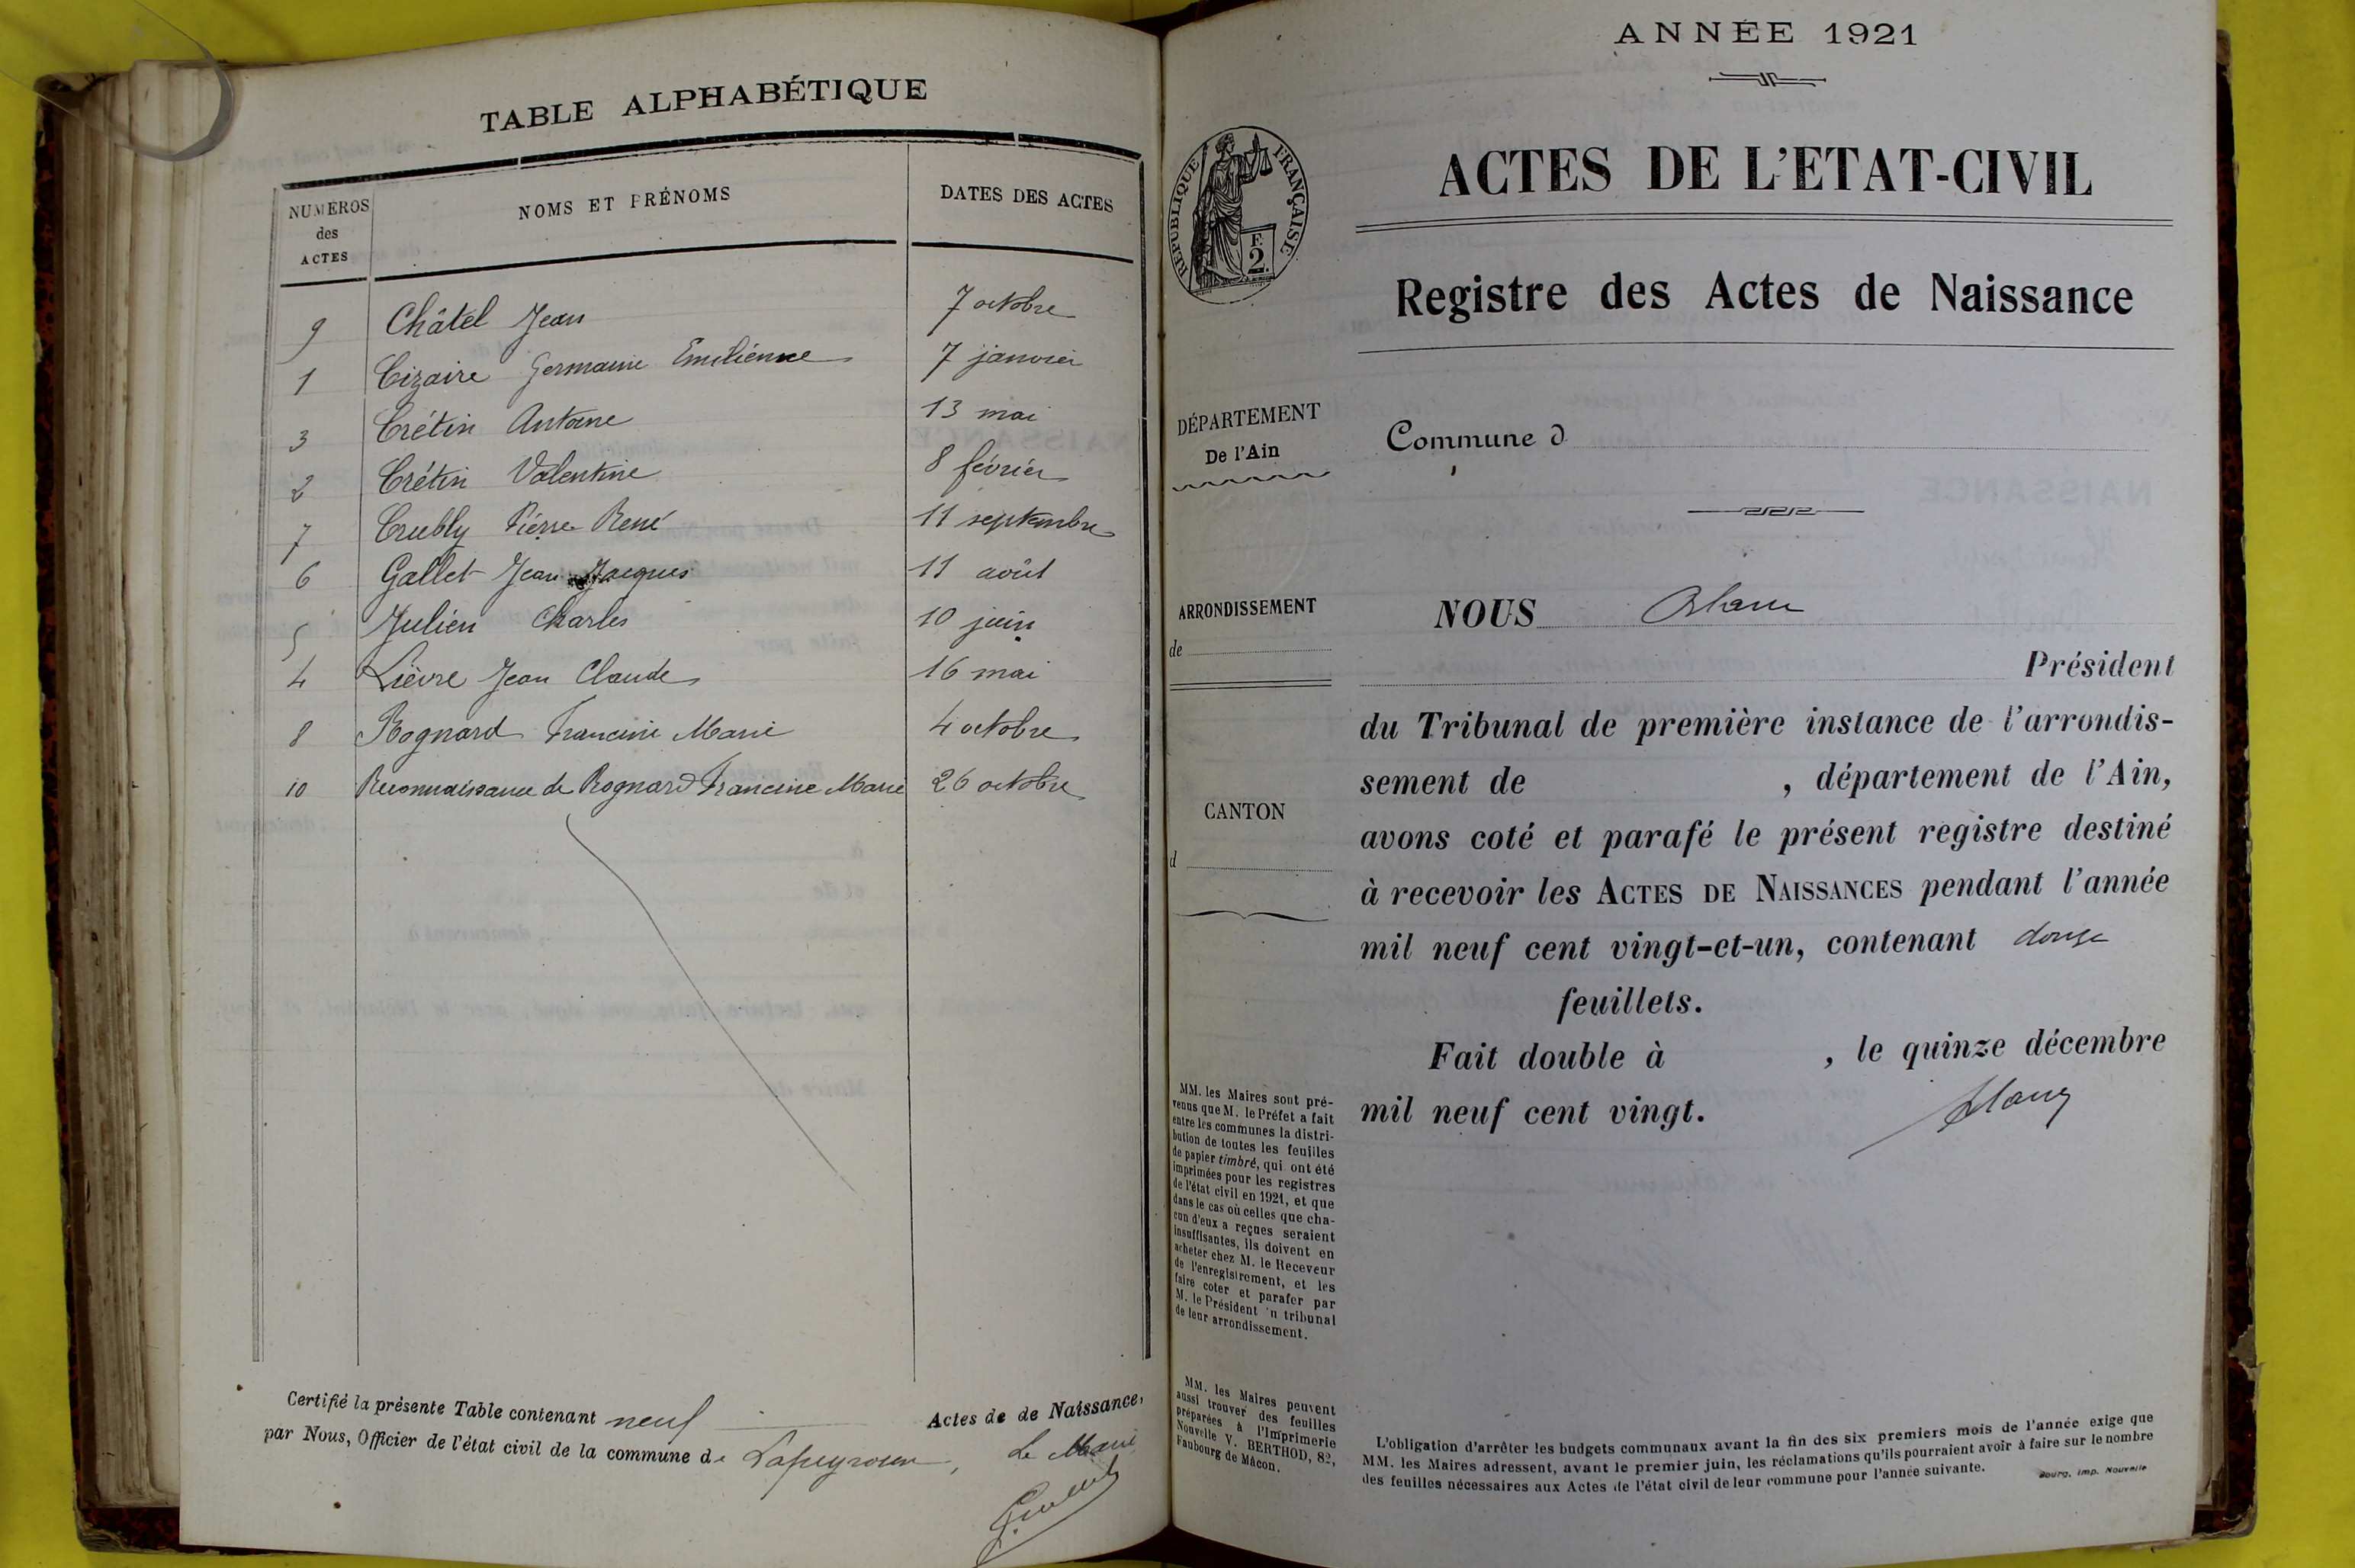 TABLE ALPHABÉTIQUE
NUMÉROS des ACTES NOMS ET PRÉNOMS DATES DES ACTES
9 Châtel Jean 7 octobre
1 Cizaire Germaine Emilienne 7 janvier
3 Crétin Antoine 13 mai
2 Crétin Valentine 8 février
7 Crubly Pierre René 11 septembre
6 Gallet Jean Jacques 11 août
5 Julien Charles 10 juin
4 Lièvre Jean Claude 16 mai
8 Rognard Francine Marie 4 octobre
10 Reconnaissance de Rognard Francine Marie 26 octobre
Certifié la présente Table contenant neuf Actes de de Naissance,
par Nous, Officier de l'état civil de la commune de Lapeyrouse, Le Maire
ANNÉE 1921
RÉPUBLIQUE FRANÇAISE
2
ACTES DE L'ETAT-CIVIL
Registre des Actes de Naissance
DÉPARTEMENT
De l'Ain
Commune d
ARRONDISSEMENT
de
CANTON
d
NOUS
Président
du Tribunal de première instance de l'arrondis-
sement de , département de l'Ain,
avons coté et parafé le présent registre destiné
à recevoir les ACTES DE NAISSANCES pendant l'année
mil neuf cent vingt-et-un, contenant douze
feuillets.
Fait double à , le quinze décembre
mil neuf cent vingt.
MM. les Maires sont pré-
venus que M. le Préfet a fait
entre les communes la distri-
bution de toutes les feuilles
de papier timbré, qui ont été
imprimées pour les registres
de l'état civil en 1921, et que
dans le cas où celles que cha-
cun d'eux a reçues seraient
insuffisantes, ils doivent en
acheter chez M. le Receveur
de l'enregistrement, et les
faire coter et parafer par
M. le Président 'u tribunal
de leur arrondissement.
MM. les Maires peuvent
aussi trouver des feuilles
préparées à l'Imprimerie
Nouvelle V. BERTHOD, 82,
Faubourg de Mâcon.
L'obligation d'arrêter les budgets communaux avant la fin des six premiers mois de l'année exige que
MM. les Maires adressent, avant le premier juin, les réclamations qu'ils pourraient avoir à faire sur le nombre
des feuilles nécessaires aux Actes de l'état civil de leur commune pour l'année suivante.
Bourg, Imp. Nouvelle